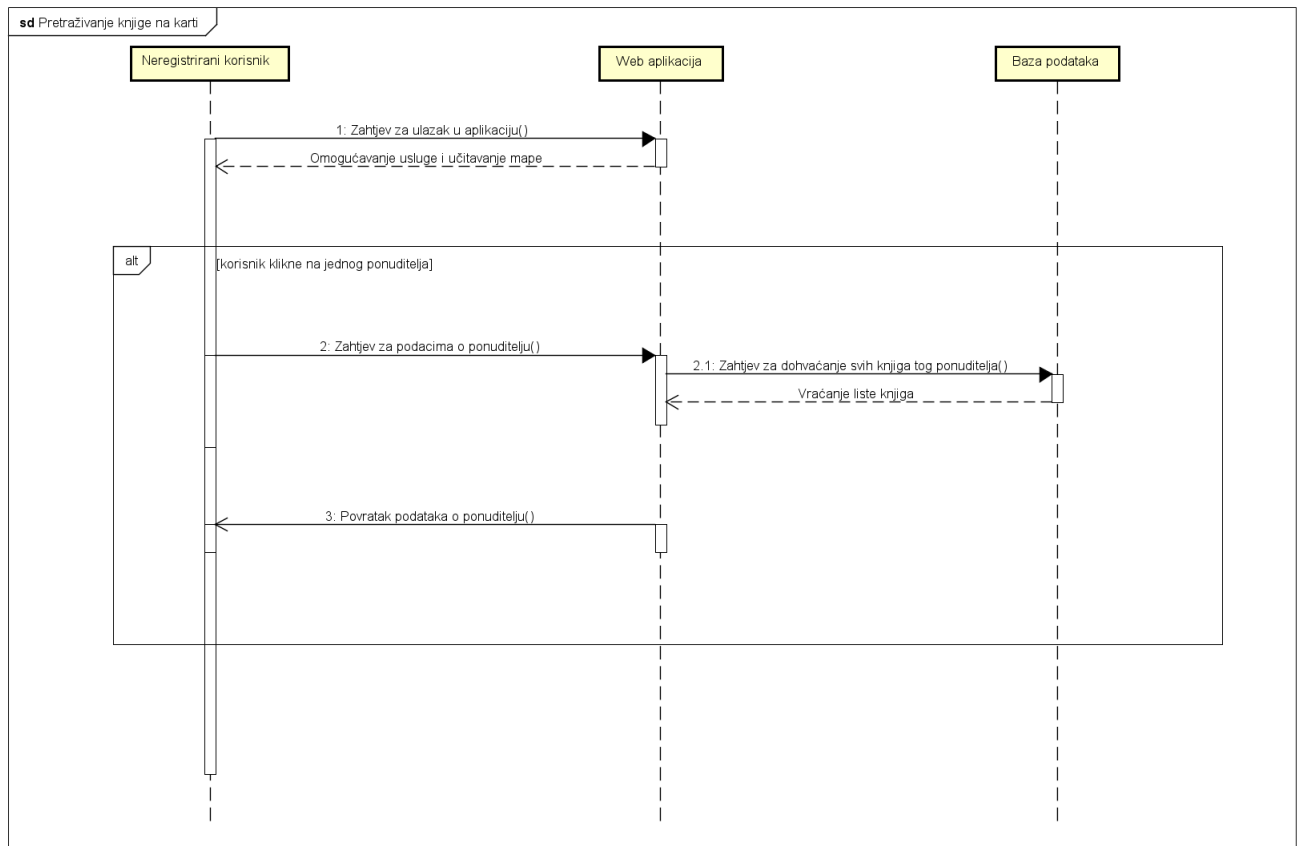 sd Pretraživanje knjige na karti
Neregistrirani korisnik
Web aplikacija
Baza podataka
1: Zahtjev za ulazak u aplikaciju()
Omogućavanje usluge i učitavanje mape
alt
[korisnik klikne na jednog ponuditelja]
2: Zahtjev za podacima o ponuditelju()
2.1: Zahtjev za dohvaćanje svih knjiga tog ponuditelja()
Vraćanje liste knjiga
3: Povratak podataka o ponuditelju()